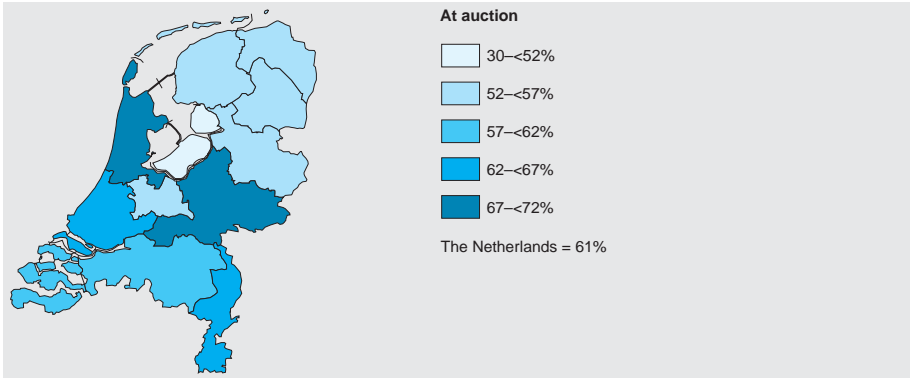 At auction
30–<52%
52–<57%
57–<62%
62–<67%
67–<72%
The Netherlands = 61%